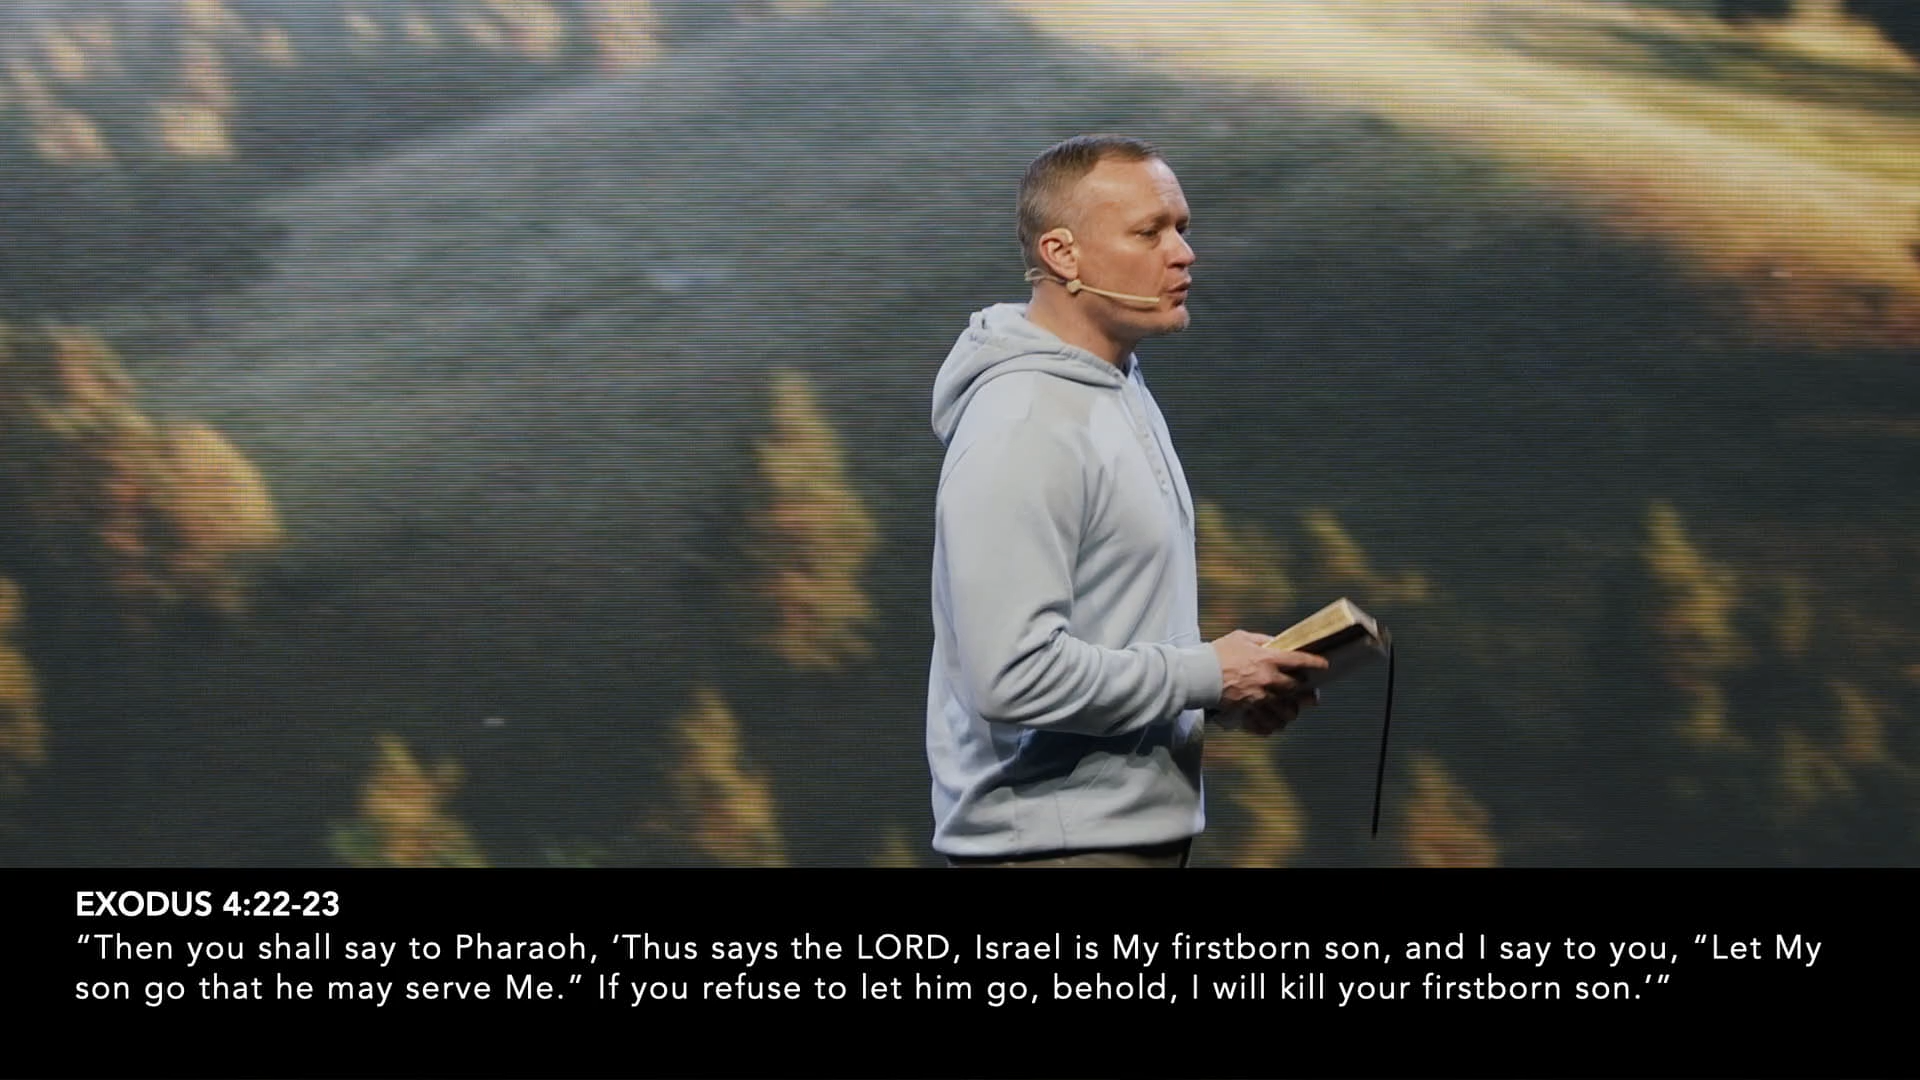 EXODUS 4:22-23
“Then you shall say to Pharaoh, ‘Thus says the LORD, Israel is My firstborn son, and I say to you, “Let My
son go that he may serve Me.” If you refuse to let him go, behold, I will kill your firstborn son.’”